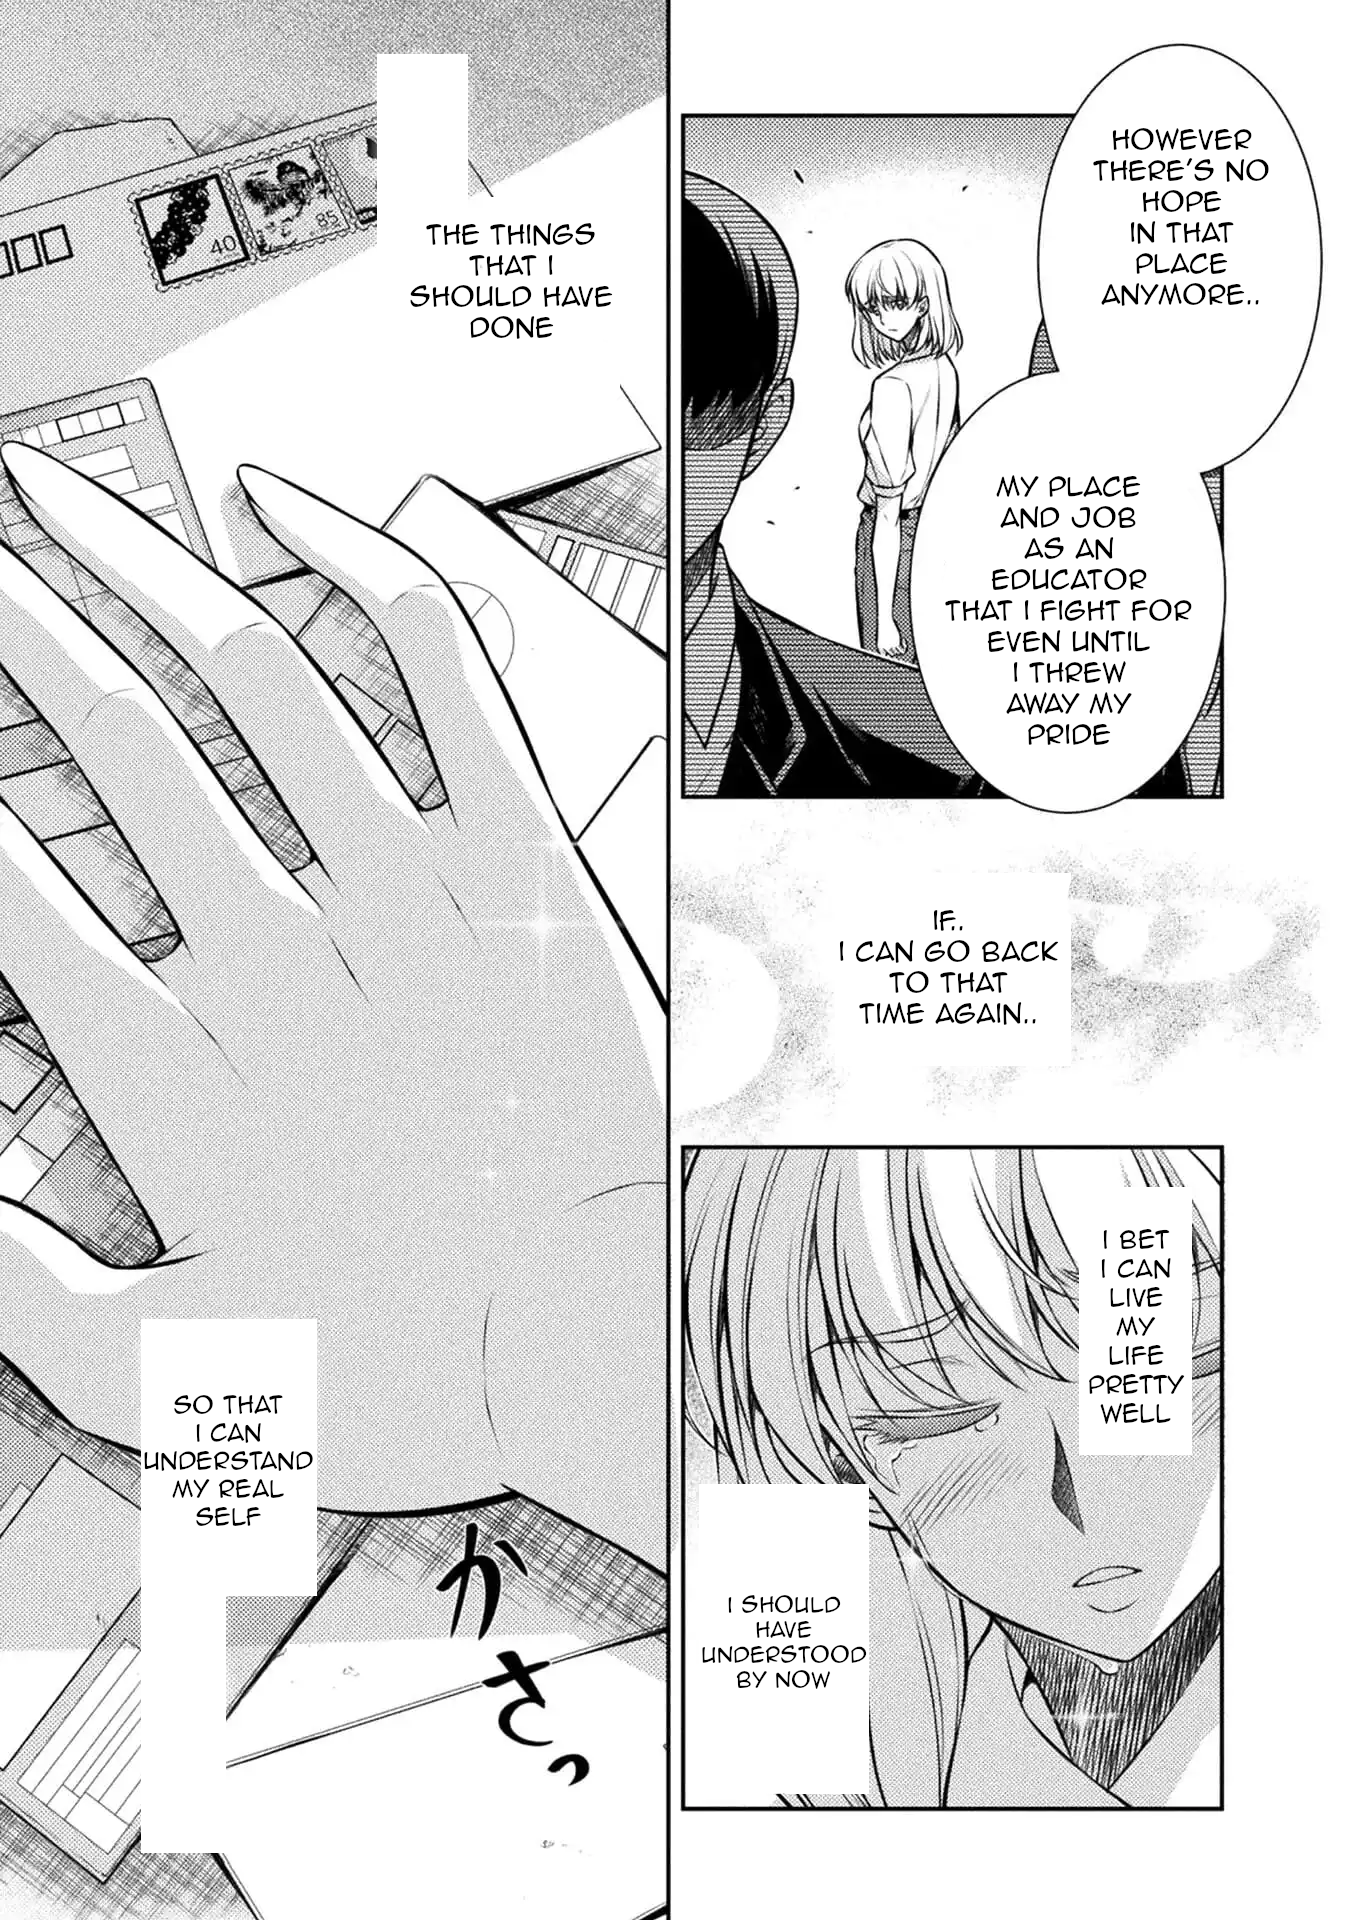 HOWEVER
THERE'S NO
HOPE
IN THAT
PLACE
ANYMORE..
MY PLACE
AND JOB
AS AN
EDUCATOR
THAT I FIGHT FOR
EVEN UNTIL
I THREW
AWAY MY
PRIDE
IF..
I CAN GO BACK
TO THAT
TIME AGAIN..
I BET
I CAN
LIVE
MY
LIFE
PRETTY
WELL
I SHOULD
HAVE
UNDERSTOOD
BY NOW
THE THINGS
THAT I
SHOULD HAVE
DONE
40
85
SO THAT
I CAN
UNDERSTAND
MY REAL
SELF
かさっ